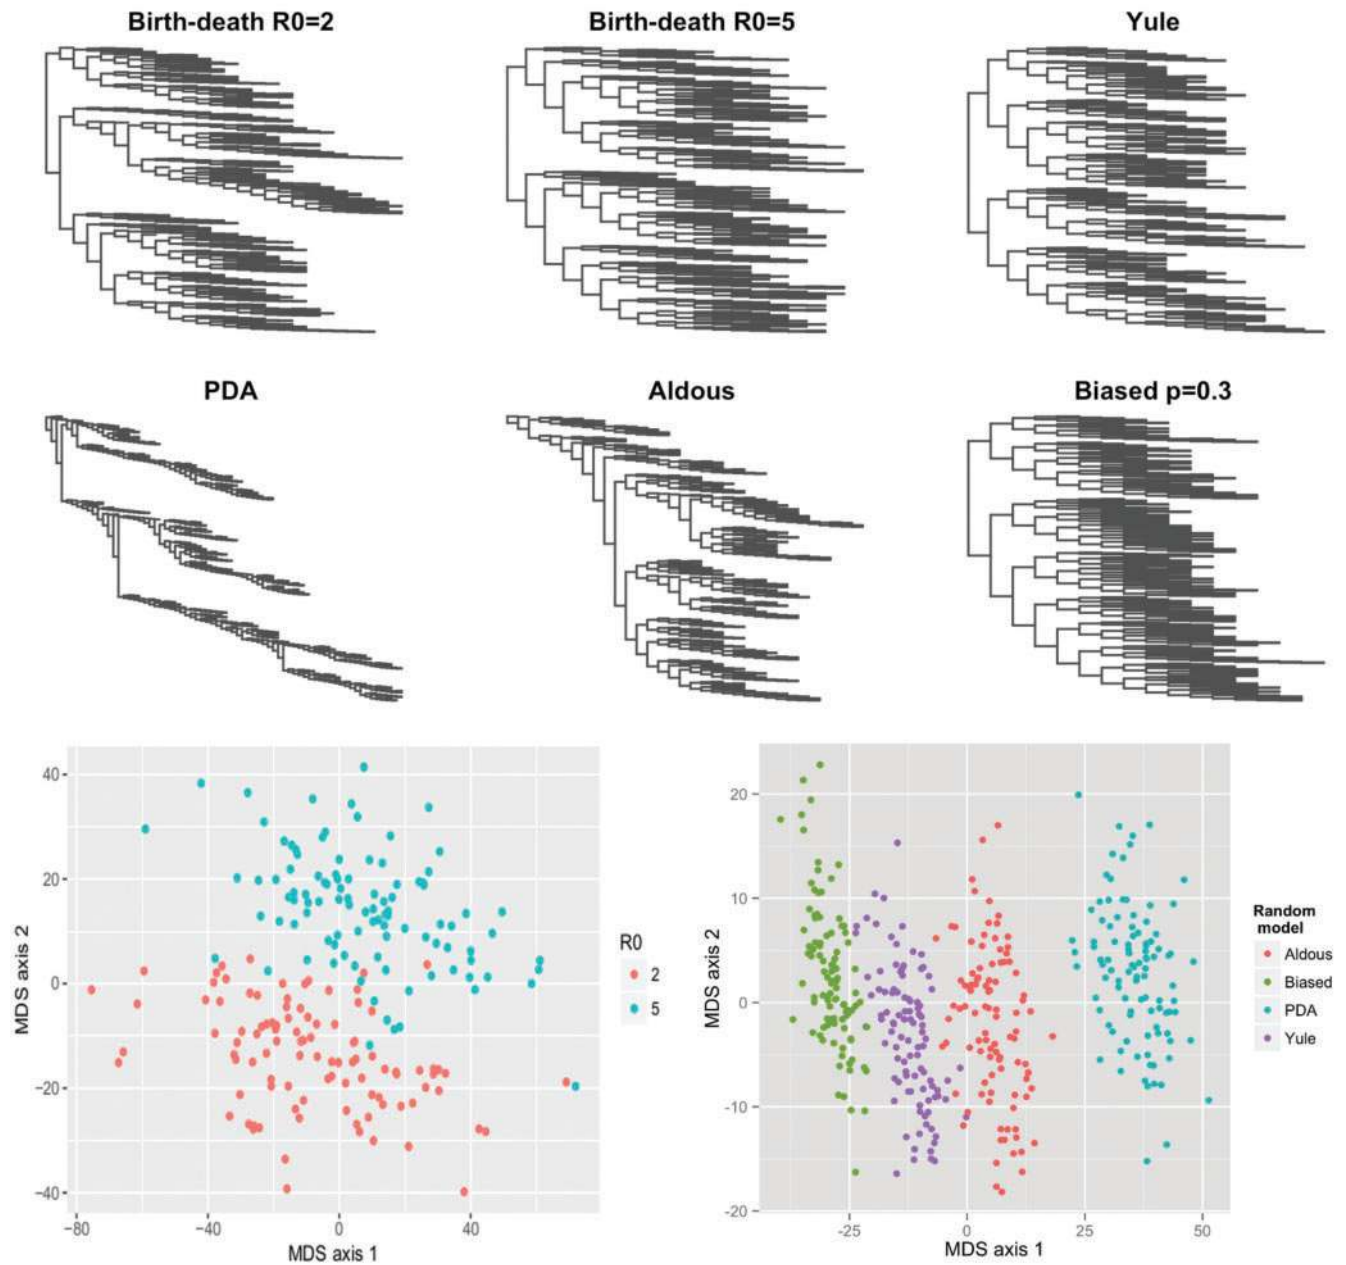 Birth-death R0=2
Birth-death R0=5
Yule
PDA
Aldous
Biased p=0.3
40
20
0
−20
−40
−80
−40
0
40
MDS axis 2
MDS axis 1
R0
2
5
20
10
0
-10
-20
-25
0
25
50
MDS axis 2
MDS axis 1
Random
model
Aldous
Biased
PDA
Yule